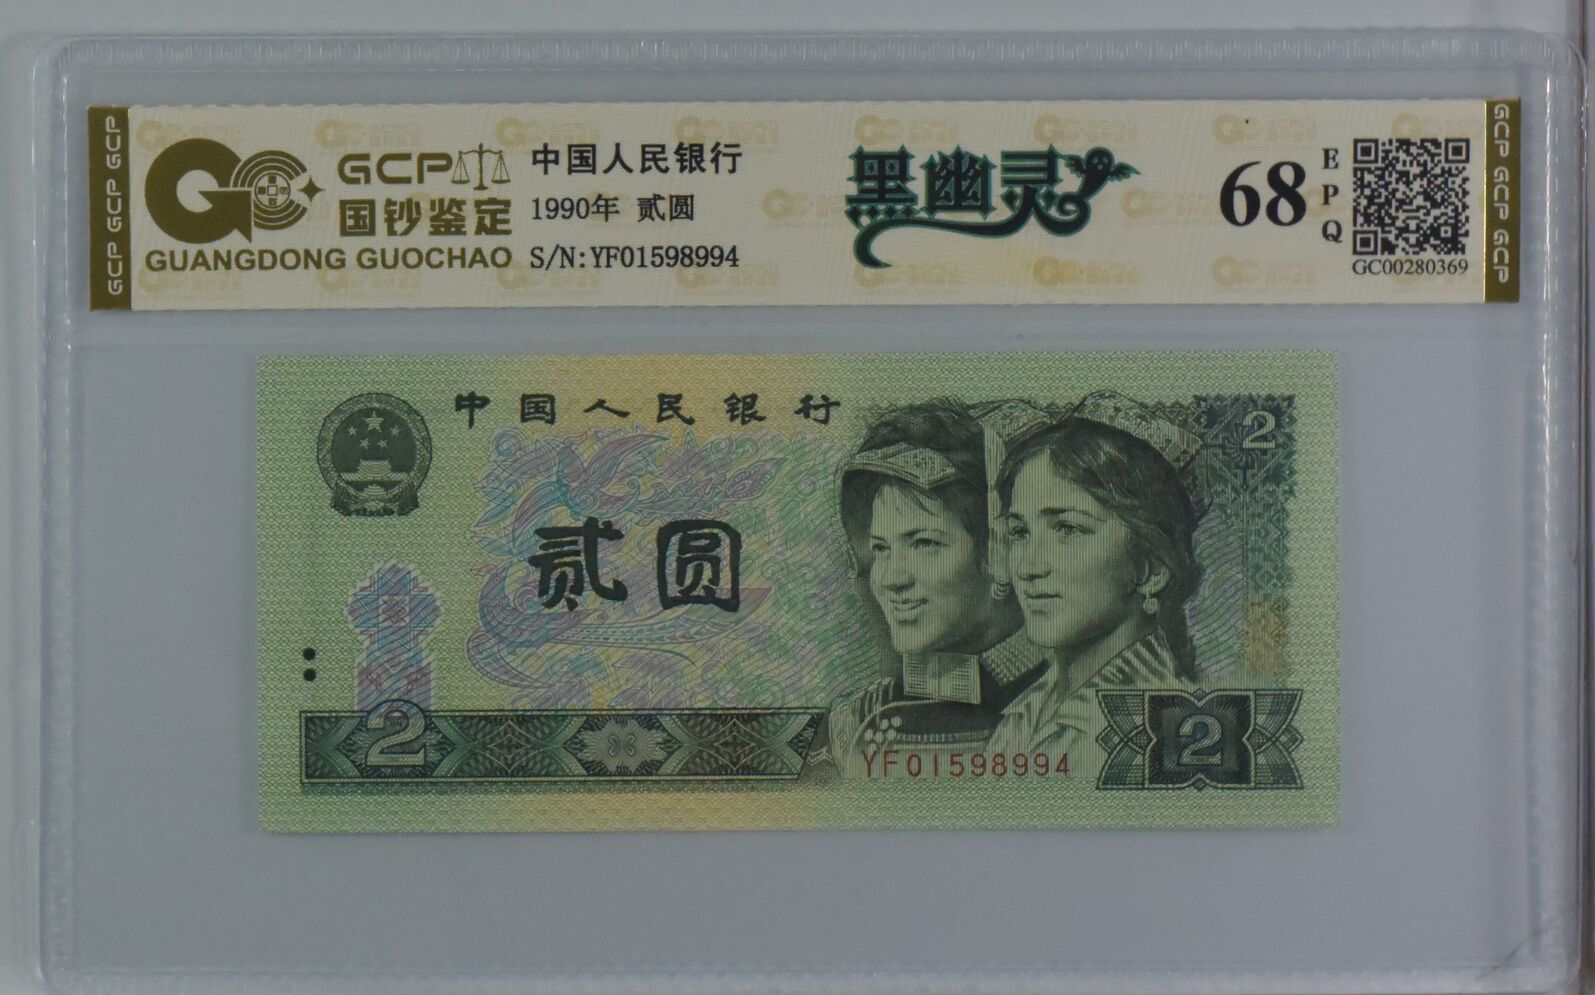 GCP GCP GCP
GCP
国钞鉴定
GUANGDONG GUOCHAO
中国人民银行
1990年 贰圆
S/N:YF01598994
黑幽灵
68
EPQ
GC00280369
GCP GCP GCP
中国人民银行
2
贰圆
2
YF01598994
2